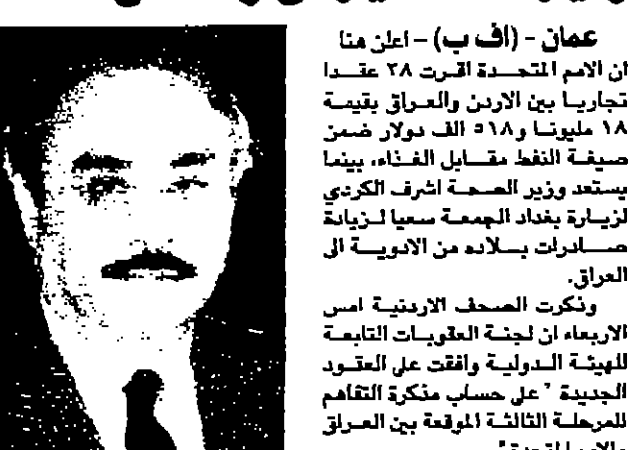 عمان - (اف ب) - اعلن هنا
ان الامم المتحدة اقرت ٢٨ عقدا
تجاريا بين الاردن والعراق بقيمة
١٨ مليونا و٥١٨ الف دولار ضمن
صيغة النفط مقابل الغذاء، بينما
يستعد وزير الصحة اشرف الكردي
لزيارة بغداد الجمعة سعيا لزيادة
صادرات بلاده من الادوية الى
العراق.
وذكرت الصحف الاردنية امس
الاربعاء ان لجنة العقوبات التابعة
للهيئة الدولية وافقت على العقود
الجديدة "على حساب مذكرة التفاهم
للمرحلة الثالثة الموقعة بين العراق